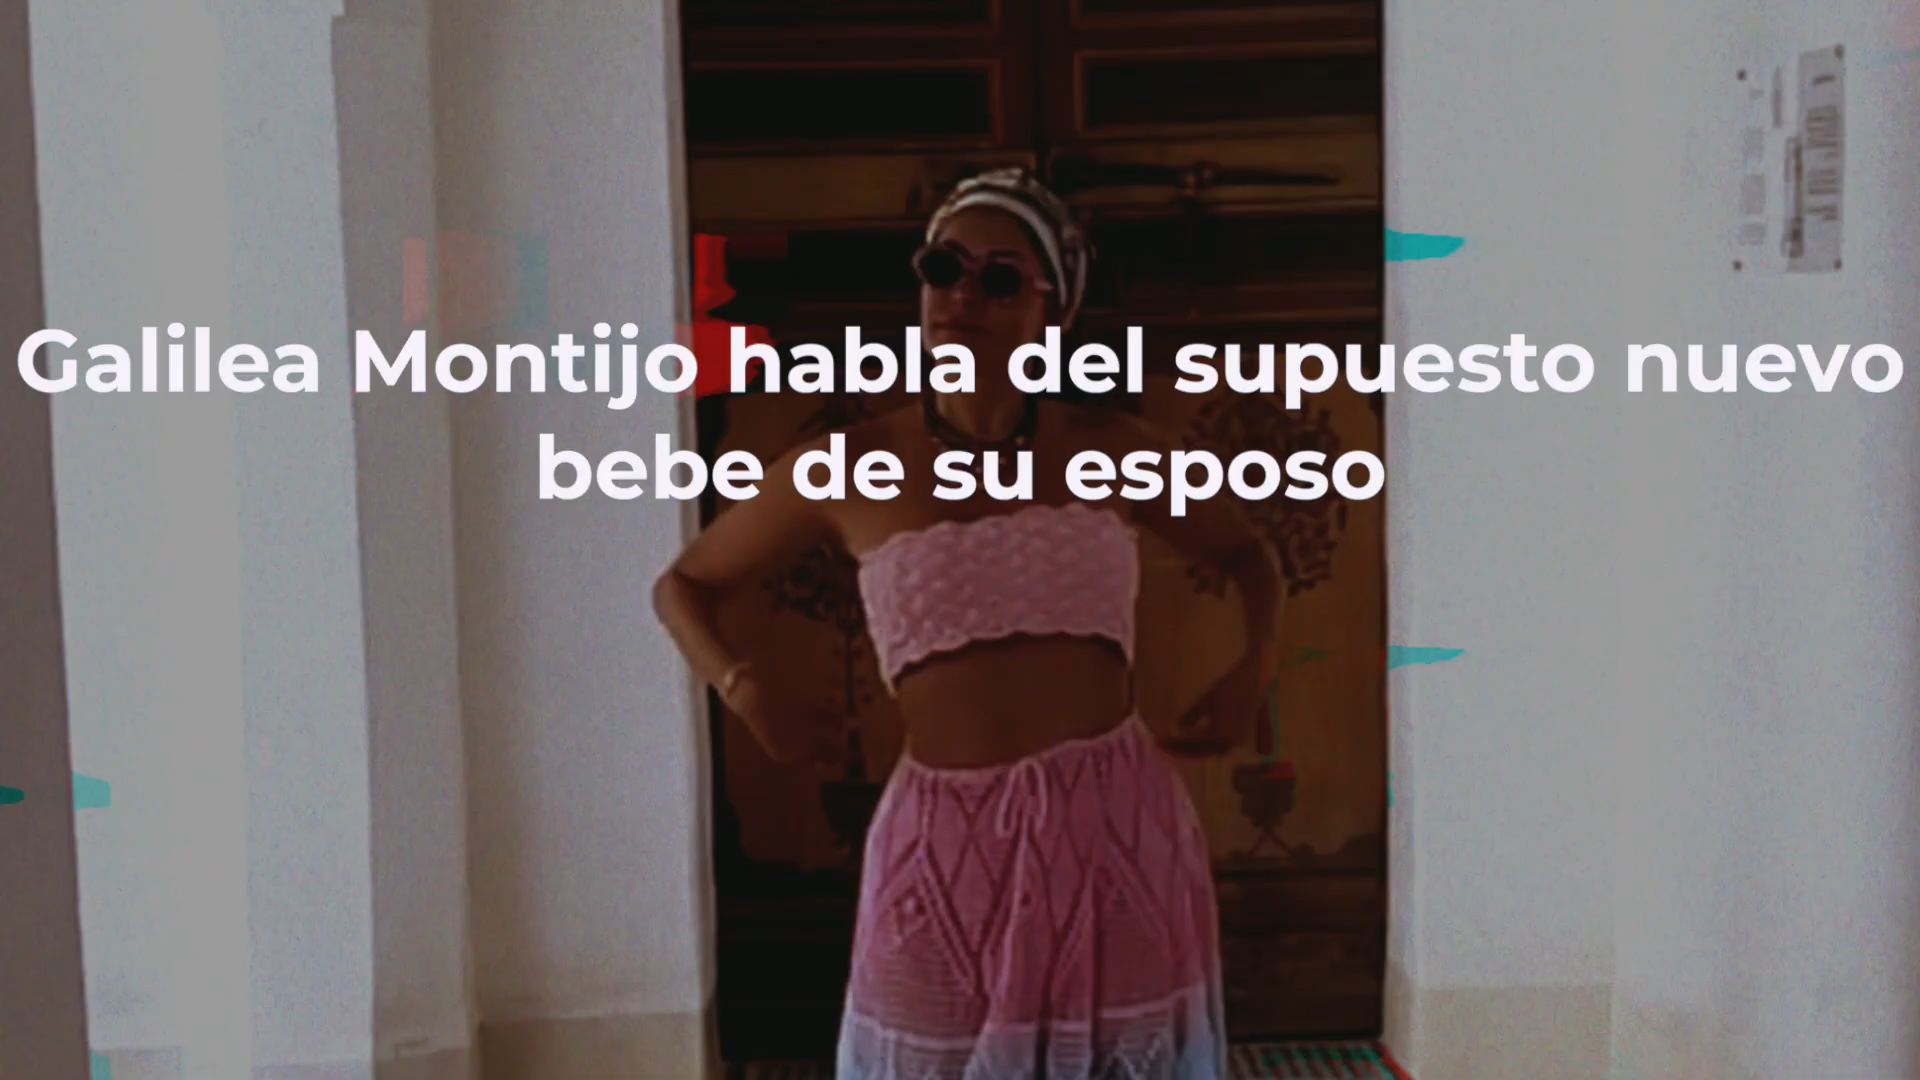 Galilea Montijo habla del supuesto nuevo
bebe de su esposo